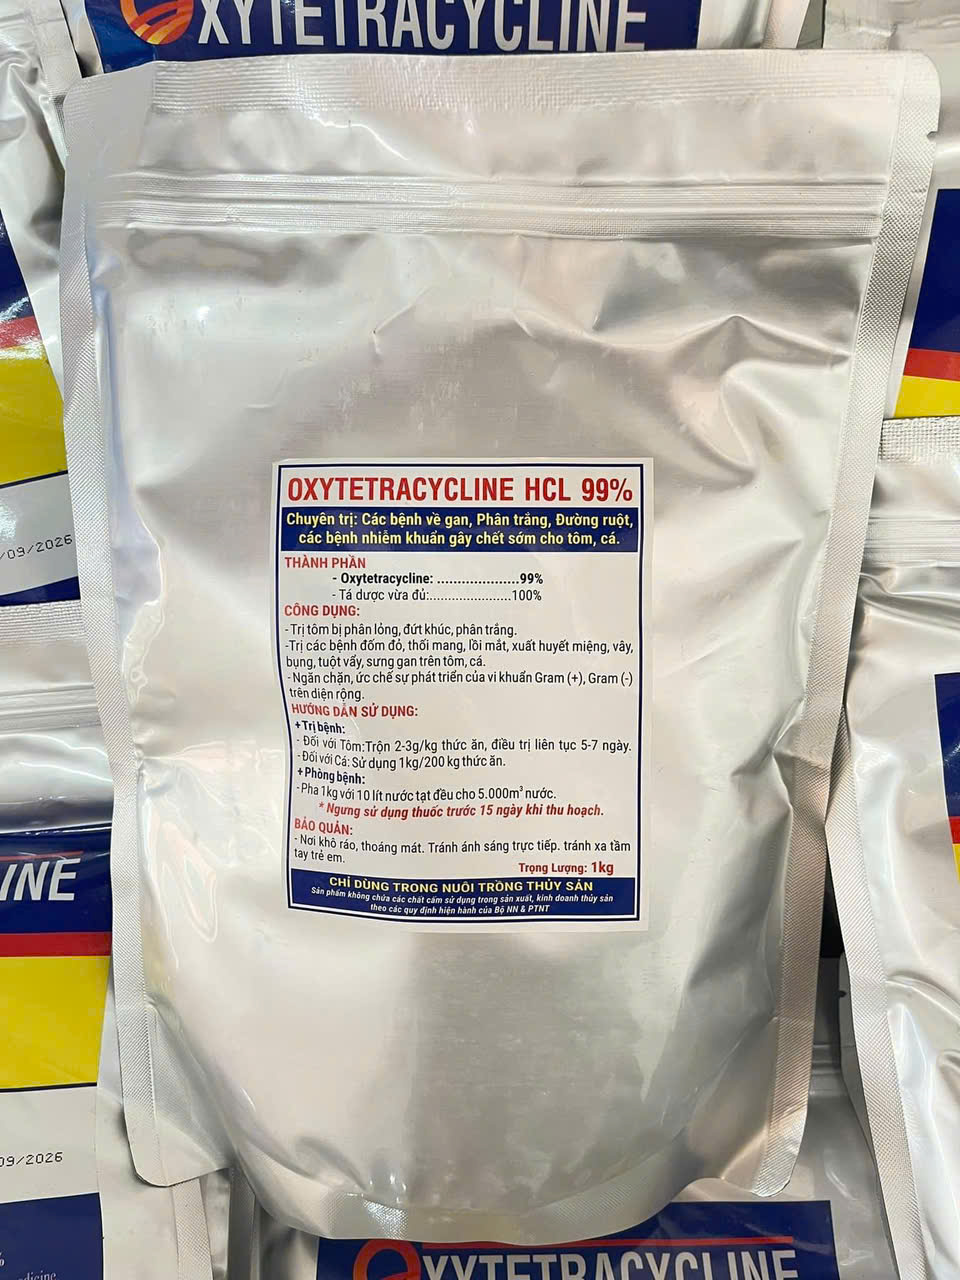 OXYTETRACYCLINE
OXYTETRACYCLINE HCL 99%
Chuyên trị: Các bệnh về gan, Phân trắng, Đường ruột,
các bệnh nhiễm khuẩn gây chết sớm cho tôm, cá.
THÀNH PHẦN
- Oxytetracycline: ....................99%
- Tá dược vừa đủ:.....................100%
CÔNG DỤNG:
- Trị tôm bị phân lỏng, đứt khúc, phân trắng.
-Trị các bệnh đốm đỏ, thối mang, lồi mắt, xuất huyết miệng, vây,
bụng, tuột vẩy, sưng gan trên tôm, cá.
- Ngăn chặn, ức chế sự phát triển của vi khuẩn Gram (+), Gram (-)
trên diện rộng.
HƯỚNG DẪN SỬ DỤNG:
+ Trị bệnh:
- Đối với Tôm:Trộn 2-3g/kg thức ăn, điều trị liên tục 5-7 ngày.
- Đối với Cá: Sử dụng 1kg/200 kg thức ăn.
+ Phòng bệnh:
- Pha 1kg với 10 lít nước tạt đều cho 5.000m³ nước.
* Ngưng sử dụng thuốc trước 15 ngày khi thu hoạch.
BẢO QUẢN:
- Nơi khô ráo, thoáng mát. Tránh ánh sáng trực tiếp. tránh xa tầm
tay trẻ em.
Trọng Lượng: 1kg
CHỈ DÙNG TRONG NUÔI TRỒNG THỦY SẢN
Sản phẩm không chứa các chất cấm sử dụng trong sản xuất, kinh doanh thủy sản
theo các quy định hiện hành của Bộ NN & PTNT
/09/2026
INE
09/2026
%
OXYTETRACYCLINE